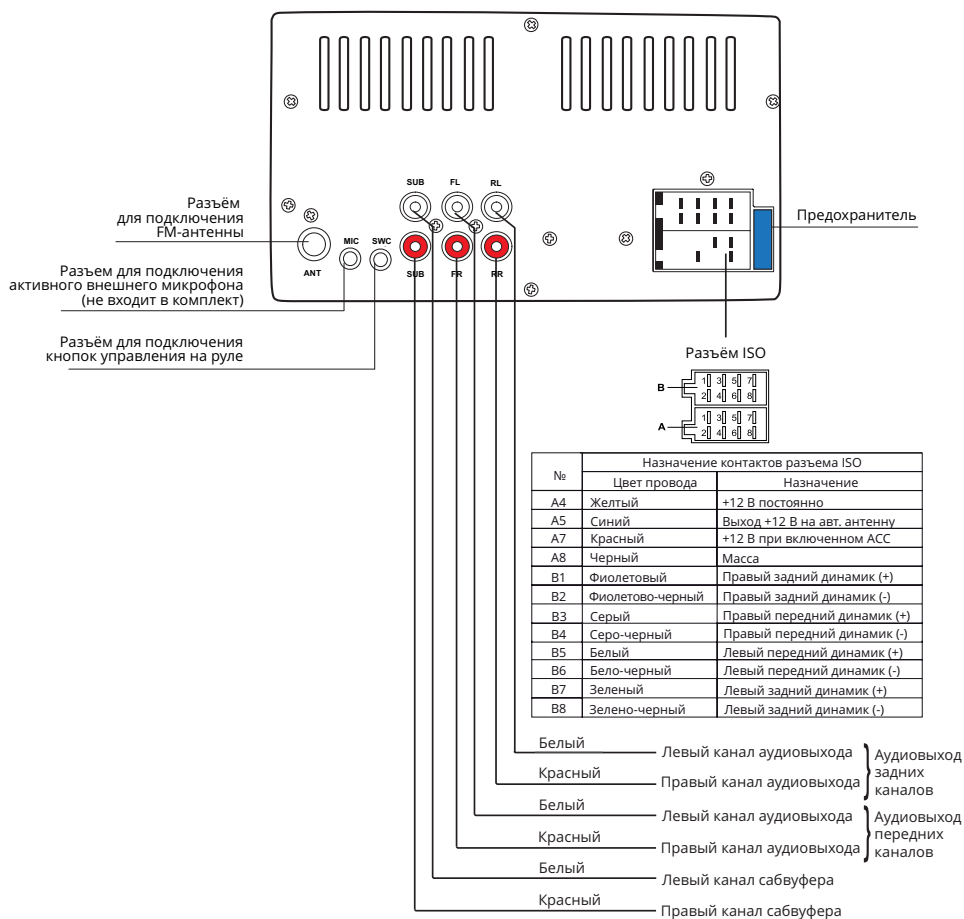 SUB FL RL
Разъём
для подключения
FM-антенны
Предохранитель
MIC SWC
ANT SUB FR RR
Разъем для подключения
активного внешнего микрофона
(не входит в комплект)
Разъём для подключения
кнопок управления на руле
Разъём ISO
B 1 3 5 7
2 4 6 8
A 1 3 5 7
2 4 6 8
№ Назначение контактов разъема ISO
Цвет провода Назначение
A4 Желтый +12 В постоянно
A5 Синий Выход +12 В на авт. антенну
A7 Красный +12 В при включенном ACC
A8 Черный Масса
B1 Фиолетовый Правый задний динамик (+)
B2 Фиолетово-черный Правый задний динамик (-)
B3 Серый Правый передний динамик (+)
B4 Серо-черный Правый передний динамик (-)
B5 Белый Левый передний динамик (+)
B6 Бело-черный Левый передний динамик (-)
B7 Зеленый Левый задний динамик (+)
B8 Зелено-черный Левый задний динамик (-)
Белый Левый канал аудиовыхода
Красный Правый канал аудиовыхода
Аудиовыход
задних
каналов
Белый Левый канал аудиовыхода
Красный Правый канал аудиовыхода
Аудиовыход
передних
каналов
Белый Левый канал сабвуфера
Красный Правый канал сабвуфера